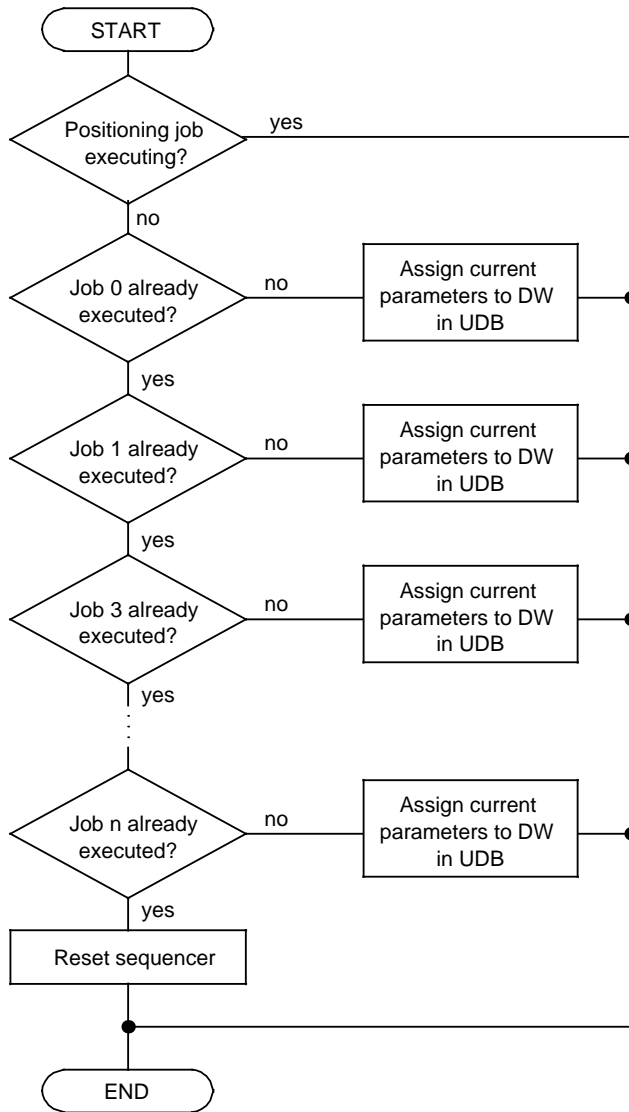 START
Positioning job
executing?
yes
no
Job 0 already
executed?
no
Assign current
parameters to DW
in UDB
yes
Job 1 already
executed?
no
Assign current
parameters to DW
in UDB
yes
Job 3 already
executed?
no
Assign current
parameters to DW
in UDB
yes
Job n already
executed?
no
Assign current
parameters to DW
in UDB
yes
Reset sequencer
END